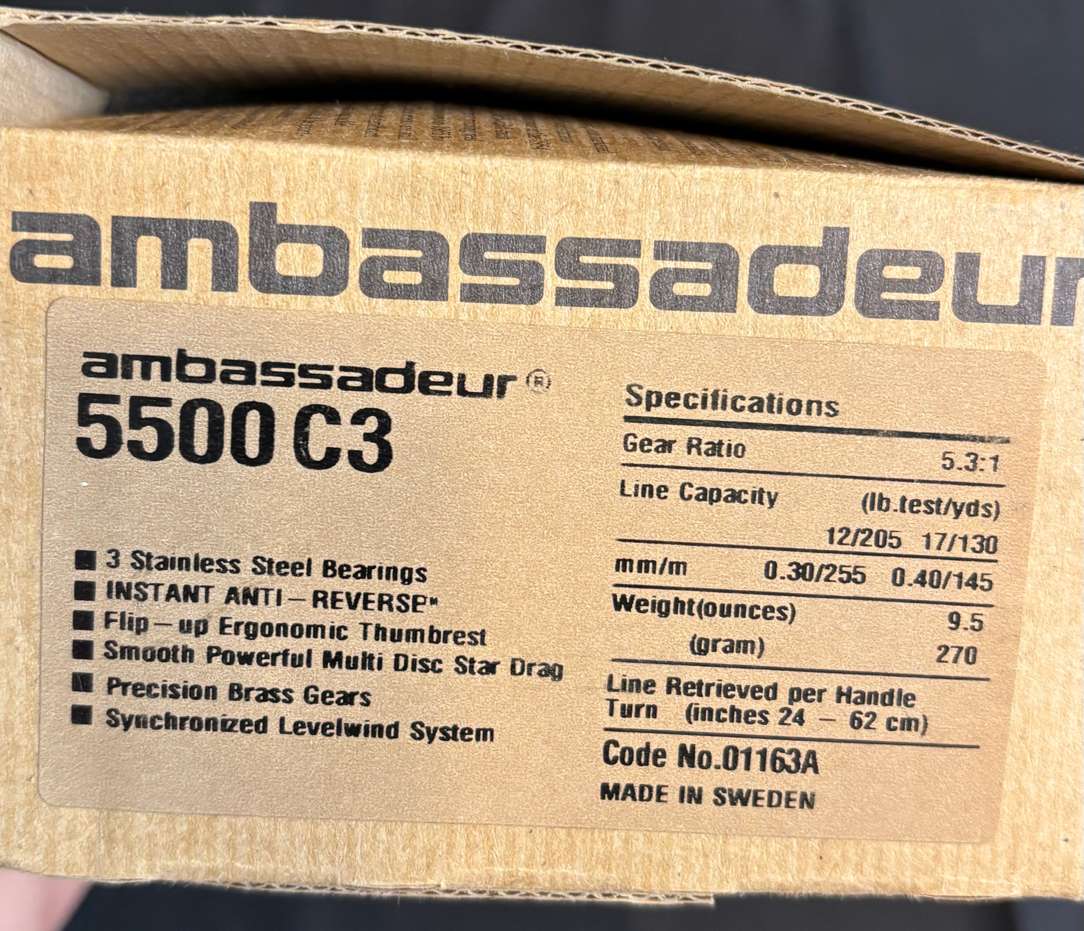 ambassadeur
ambassadeur®
5500 C3
■ 3 Stainless Steel Bearings
■ INSTANT ANTI–REVERSE™
■ Flip–up Ergonomic Thumbrest
■ Smooth Powerful Multi Disc Star Drag
■ Precision Brass Gears
■ Synchronized Levelwind System
Specifications
Gear Ratio 5.3:1
Line Capacity (lb.test/yds)
12/205 17/130
mm/m 0.30/255 0.40/145
Weight(ounces) 9.5
(gram) 270
Line Retrieved per Handle
Turn (inches 24 – 62 cm)
Code No.01163A
MADE IN SWEDEN